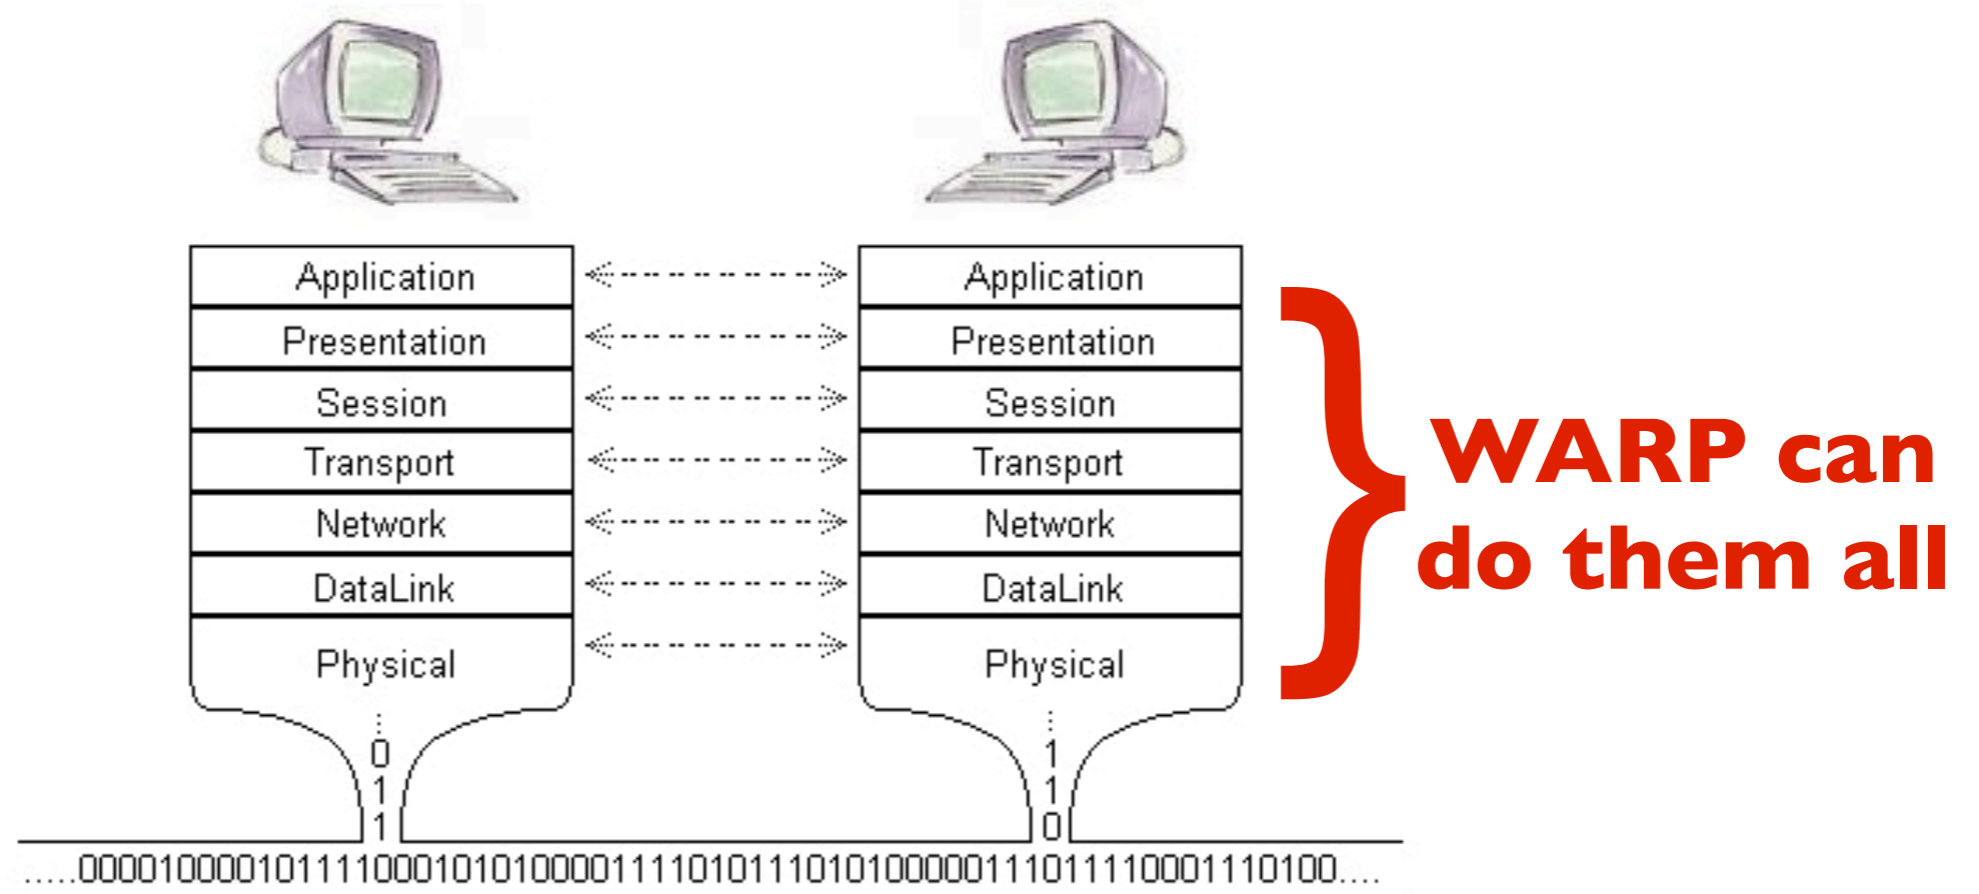 Application Application
Presentation Presentation
Session Session
Transport Transport
Network Network
DataLink DataLink
Physical Physical
WARP can
do them all
0 1
1 1
1 0
.....0000100001011110001010100001111010111010100000111011110001110100....